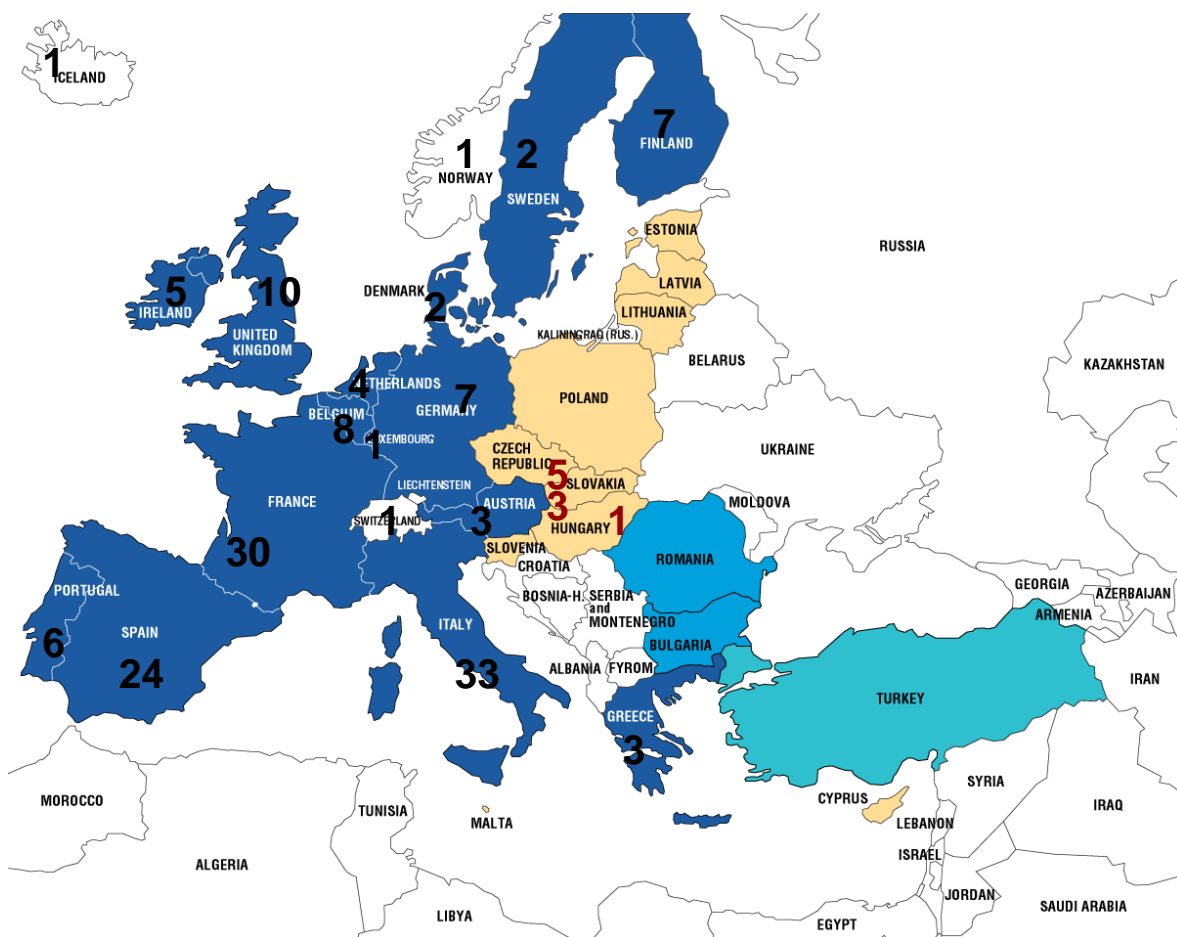 1
ICELAND
7
FINLAND
1
NORWAY
2
SWEDEN
ESTONIA
RUSSIA
LATVIA
5
IRELAND
10
DENMARK
2
LITHUANIA
UNITED
KINGDOM
KALININGRAD (RUS.)
BELARUS
KAZAKHSTAN
4
ETHERLANDS
7
GERMANY
POLAND
BELGIUM
8
1
UXEMBOURG
CZECH
REPUBLIC
UKRAINE
5
SLOVAKIA
LIECHTENSTEIN
FRANCE
AUSTRIA
3
MOLDOVA
SWITZERLAND
1
3
HUNGARY
1
30
SLOVENIA
CROATIA
ROMANIA
PORTUGAL
BOSNIA-H.
SERBIA
and
MONTENEGRO
GEORGIA
AZERBAIJAN
ARMENIA
6
SPAIN
ITALY
BULGARIA
24
33
ALBANIA
FYROM
IRAN
TURKEY
GREECE
3
MOROCCO
TUNISIA
MALTA
CYPRUS
SYRIA
LEBANON
IRAQ
ALGERIA
ISRAEL
JORDAN
SAUDI ARABIA
LIBYA
EGYPT